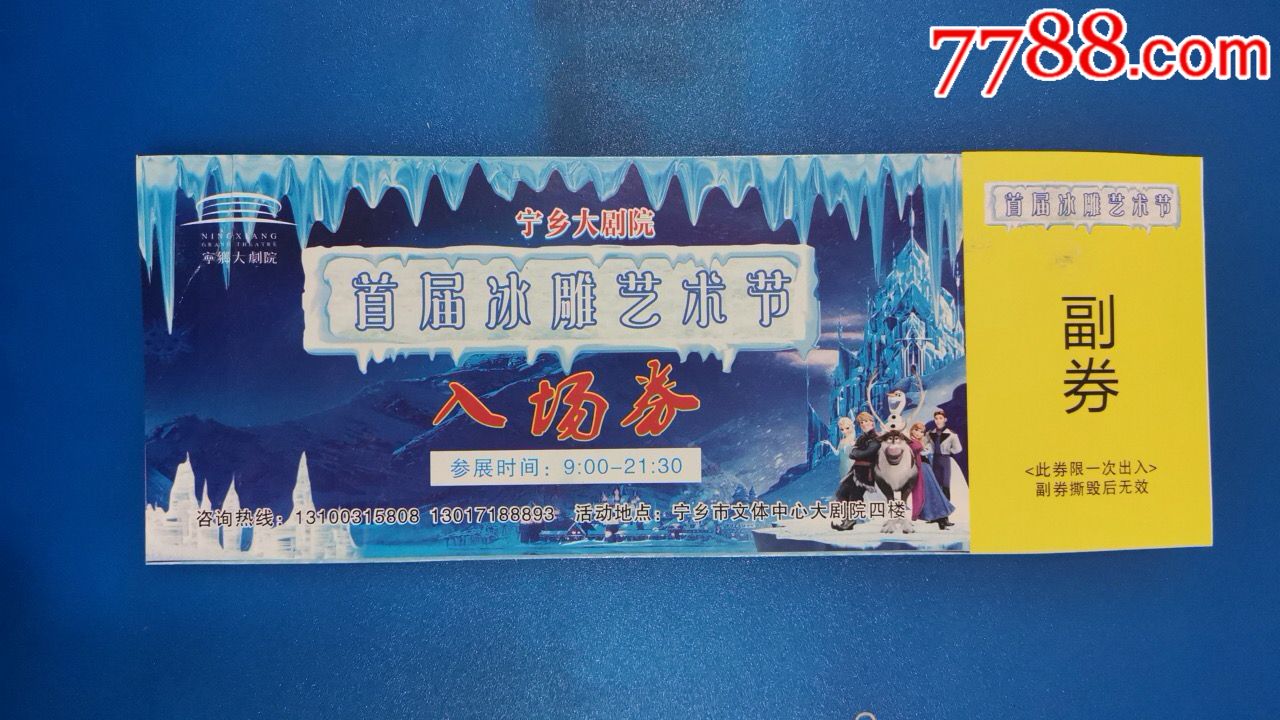 7788.com
NINGXIANG
GRAND THEATRE
寧鄉大劇院
宁乡大剧院
首届冰雕艺术节
入场券
参展时间：9:00-21:30
咨询热线：13100315808 13017188893 活动地点：宁乡市文体中心大剧院四楼
首届冰雕艺术节
副
券
<此券限一次出入>
副券撕毁后无效